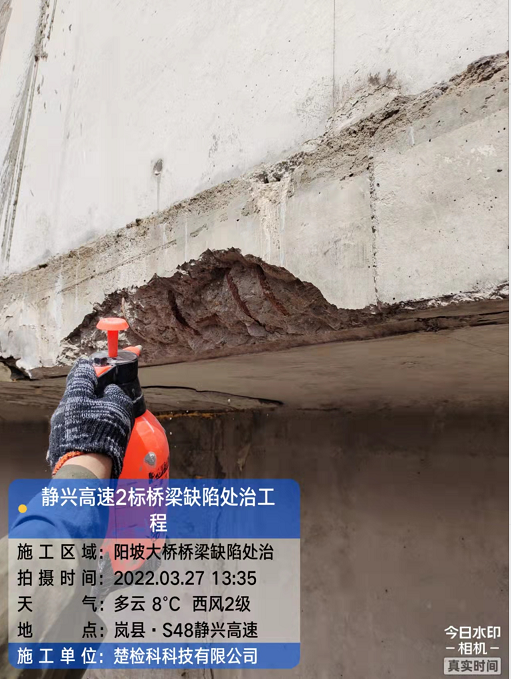 静兴高速2标桥梁缺陷处治工
程
施工区域：阳坡大桥桥梁缺陷处治
拍摄时间：2022.03.27 13:35
天气：多云 8℃ 西风2级
地点：岚县·S48静兴高速
施工单位：楚检科科技有限公司
今日水印
相机
真实时间